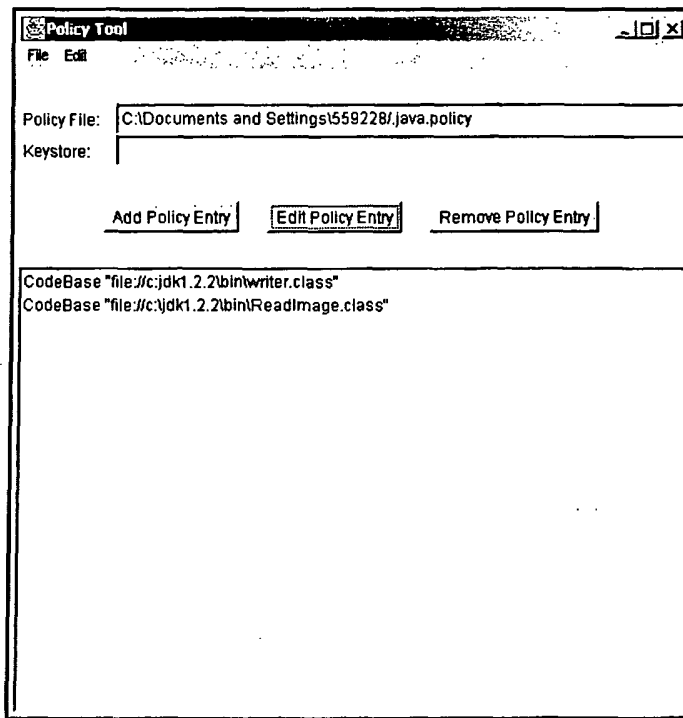 Policy Tool
File Edit
Policy File: C:\Documents and Settings\559228/.java.policy
Keystore:
Add Policy Entry Edit Policy Entry Remove Policy Entry
CodeBase "file://c:jdk1.2.2\bin\writer.class"
CodeBase "file://c:\jdk1.2.2\bin\ReadImage.class"